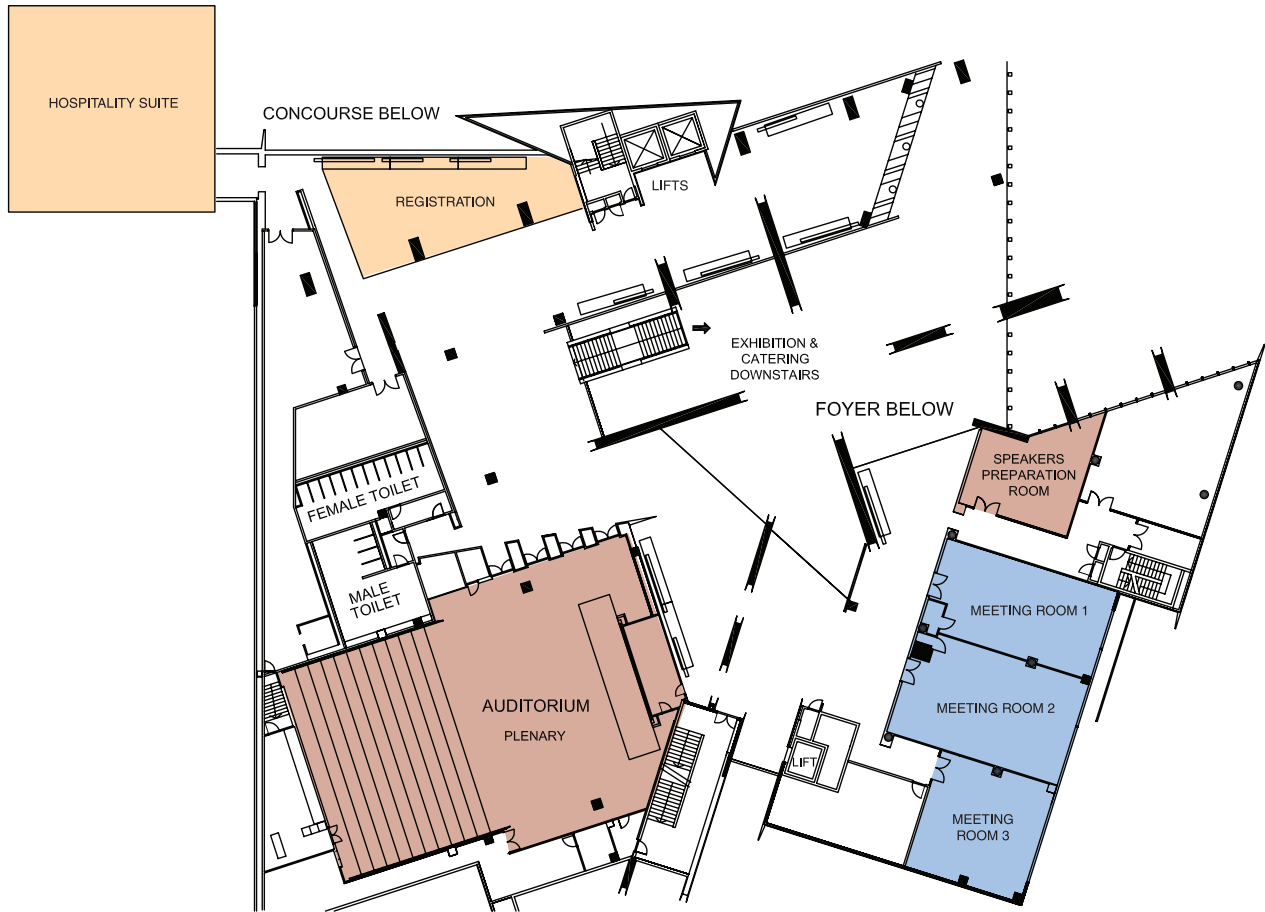 HOSPITALITY SUITE
CONCOURSE BELOW
REGISTRATION
LIFTS
EXHIBITION &
CATERING
DOWNSTAIRS
FOYER BELOW
SPEAKERS
PREPARATION
ROOM
FEMALE TOILET
MALE
TOILET
MEETING ROOM 1
AUDITORIUM
PLENARY
MEETING ROOM 2
LIFT
MEETING
ROOM 3